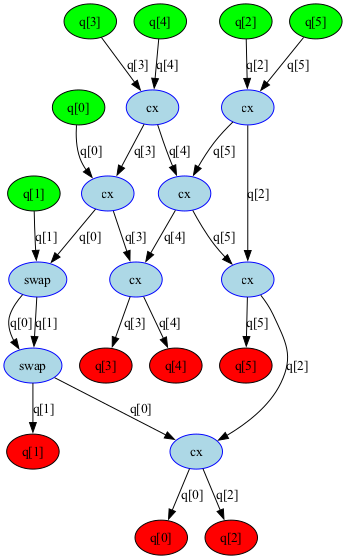 q[3] q[4] q[2] q[5]
q[3] q[4] q[2] q[5]
q[0] cx cx
q[0] q[3] q[4] q[5]
q[1] cx cx q[2]
q[1] q[0] q[3] q[4] q[5]
swap cx cx
q[0] q[1] q[3] q[4] q[5]
swap q[3] q[4] q[5] q[2]
q[1] q[0]
q[1] cx
q[0] q[2]
q[0] q[2]